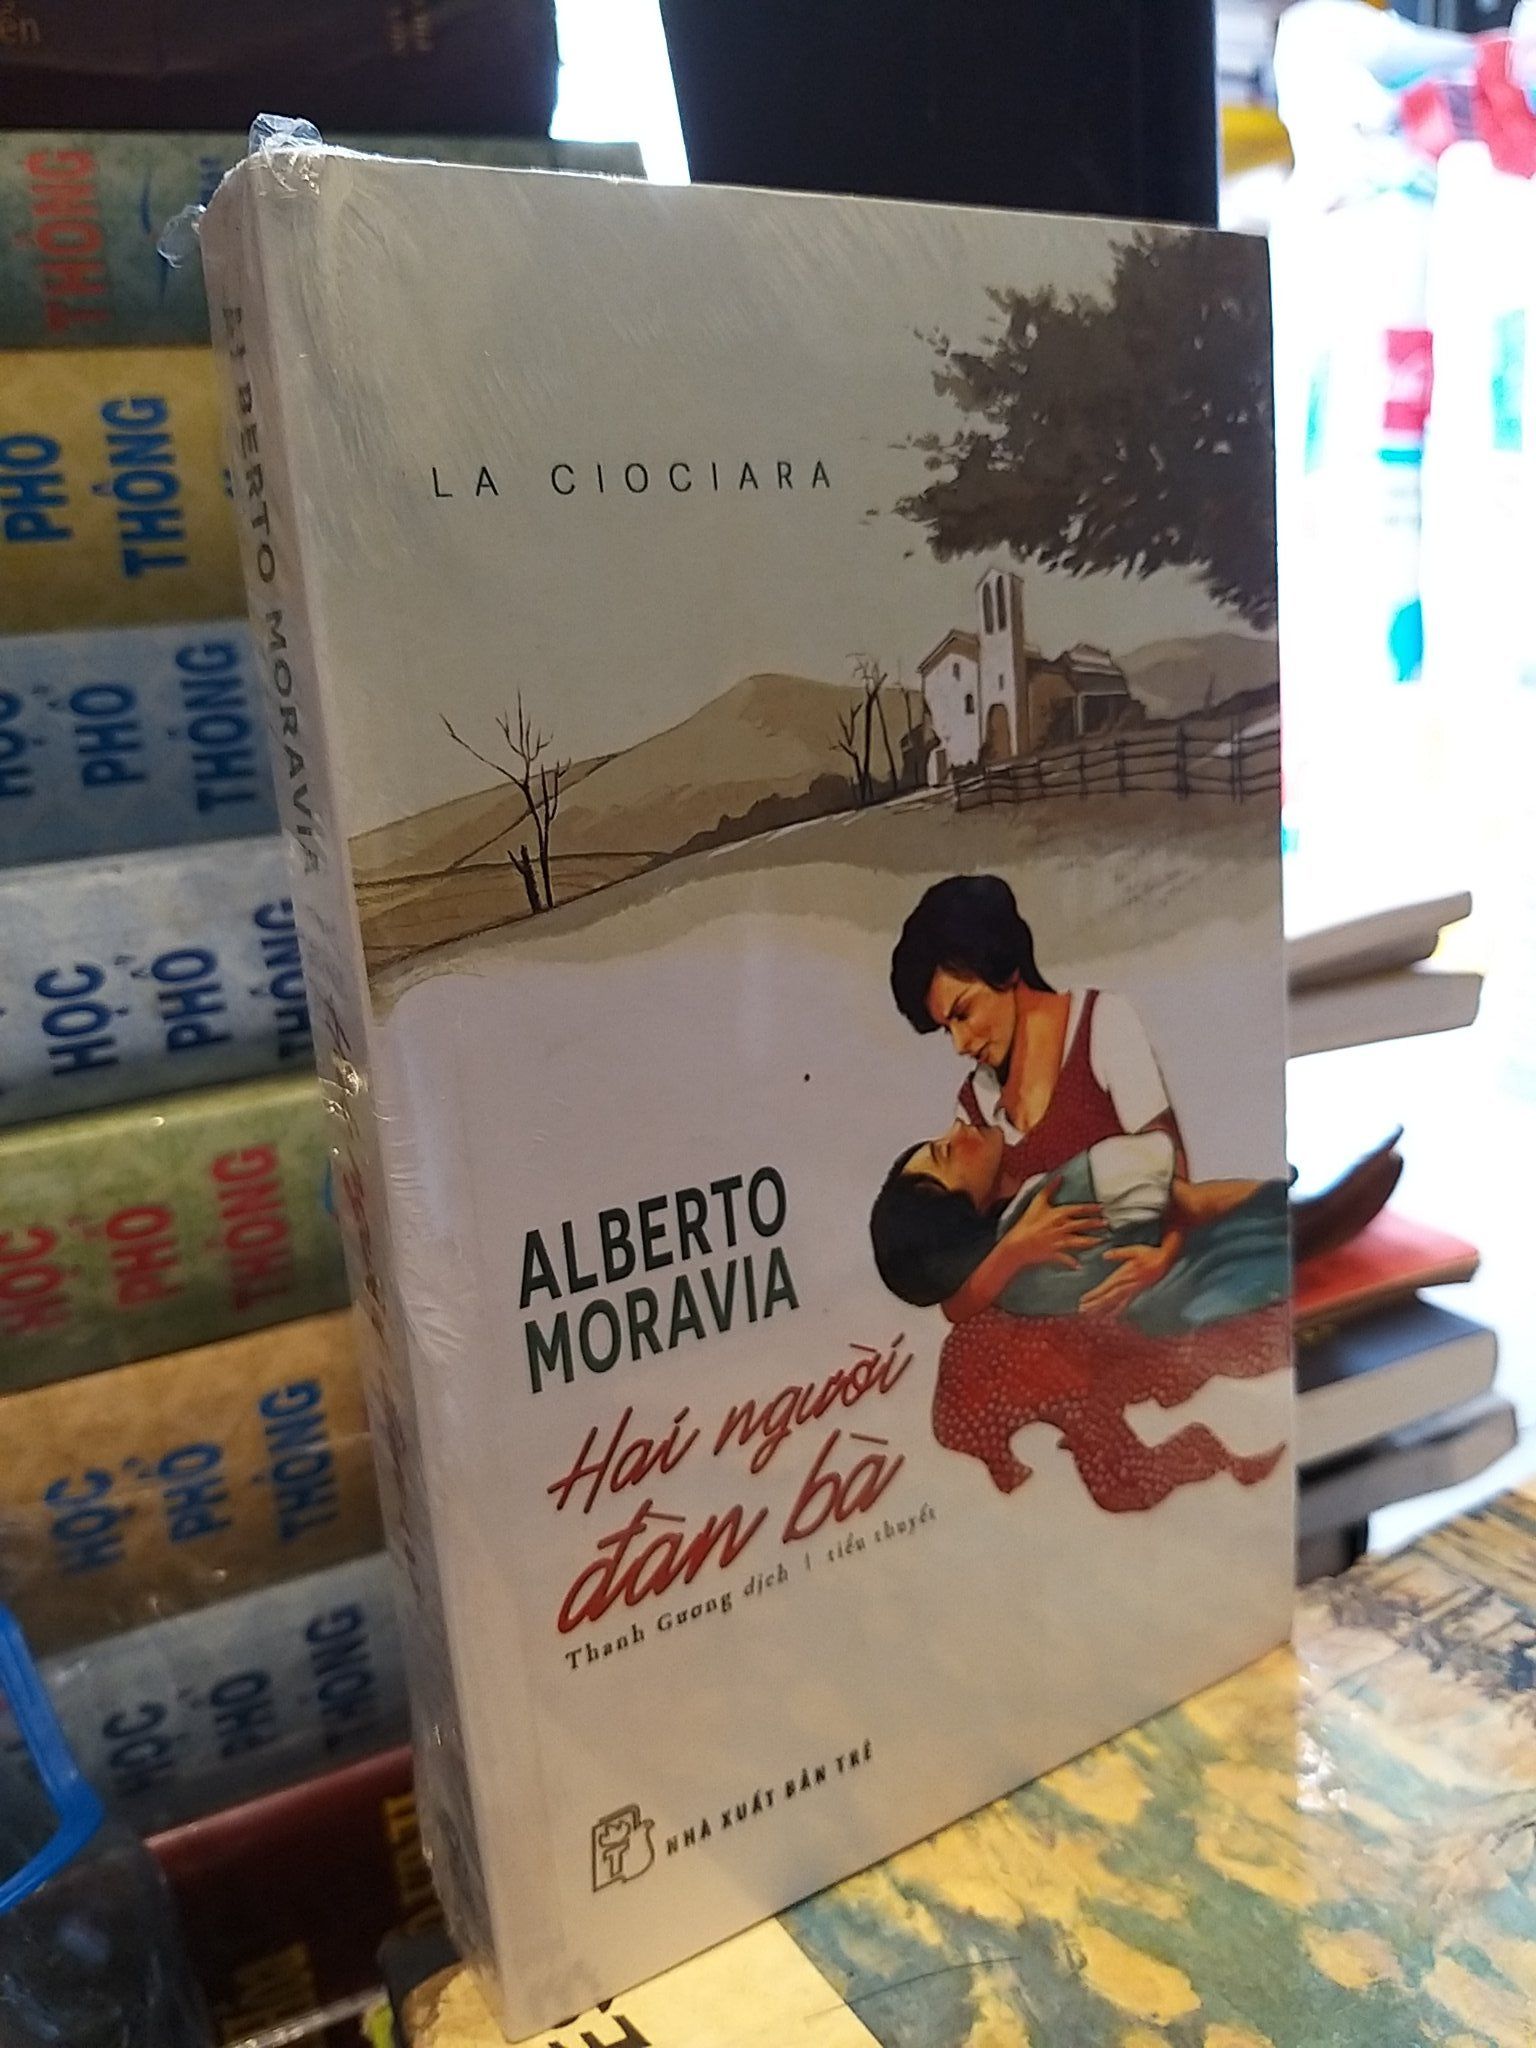 LA CIOCIARA
ALBERTO
MORAVIA
Hai người
đàn bà
Thanh Gương dịch | tiểu thuyết
NHÀ XUẤT BẢN TRẺ
ALBERTO MORAVIA
THÔNG
PHỔ THÔNG
HỌC PHỔ THÔNG
HỌC PHỔ THÔNG
HỌC PHỔ THÔNG
HỌC PHỔ THÔNG
HỌC PHỔ THÔNG